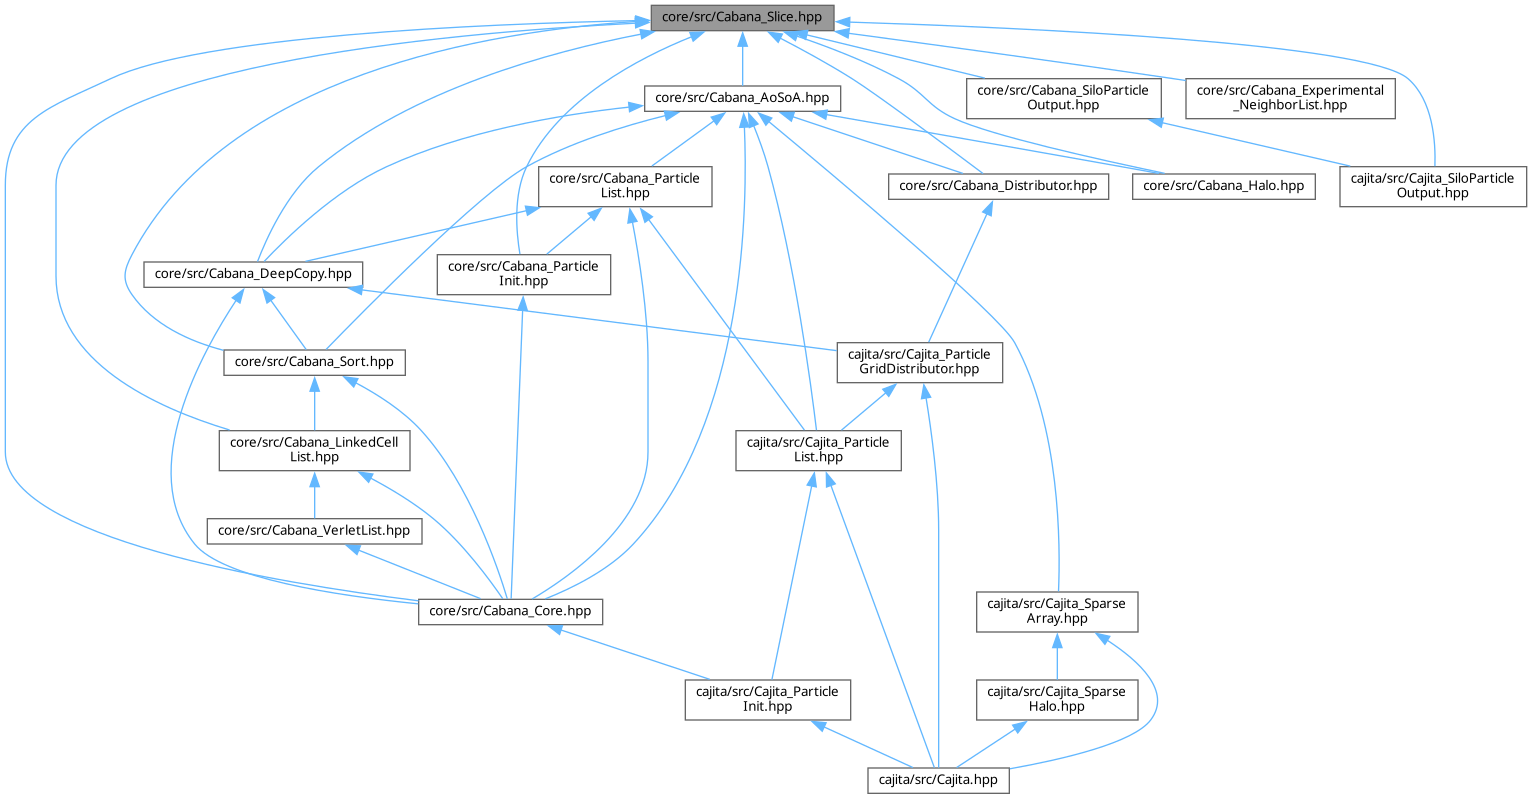 core/src/Cabana_Slice.hpp
core/src/Cabana_AoSoA.hpp
core/src/Cabana_SiloParticle
Output.hpp
core/src/Cabana_Experimental
_NeighborList.hpp
core/src/Cabana_Particle
List.hpp
core/src/Cabana_Distributor.hpp
core/src/Cabana_Halo.hpp
cajita/src/Cajita_SiloParticle
Output.hpp
core/src/Cabana_DeepCopy.hpp
core/src/Cabana_Particle
Init.hpp
core/src/Cabana_Sort.hpp
cajita/src/Cajita_Particle
GridDistributor.hpp
core/src/Cabana_LinkedCell
List.hpp
cajita/src/Cajita_Particle
List.hpp
core/src/Cabana_VerletList.hpp
core/src/Cabana_Core.hpp
cajita/src/Cajita_Sparse
Array.hpp
cajita/src/Cajita_Particle
Init.hpp
cajita/src/Cajita_Sparse
Halo.hpp
cajita/src/Cajita.hpp